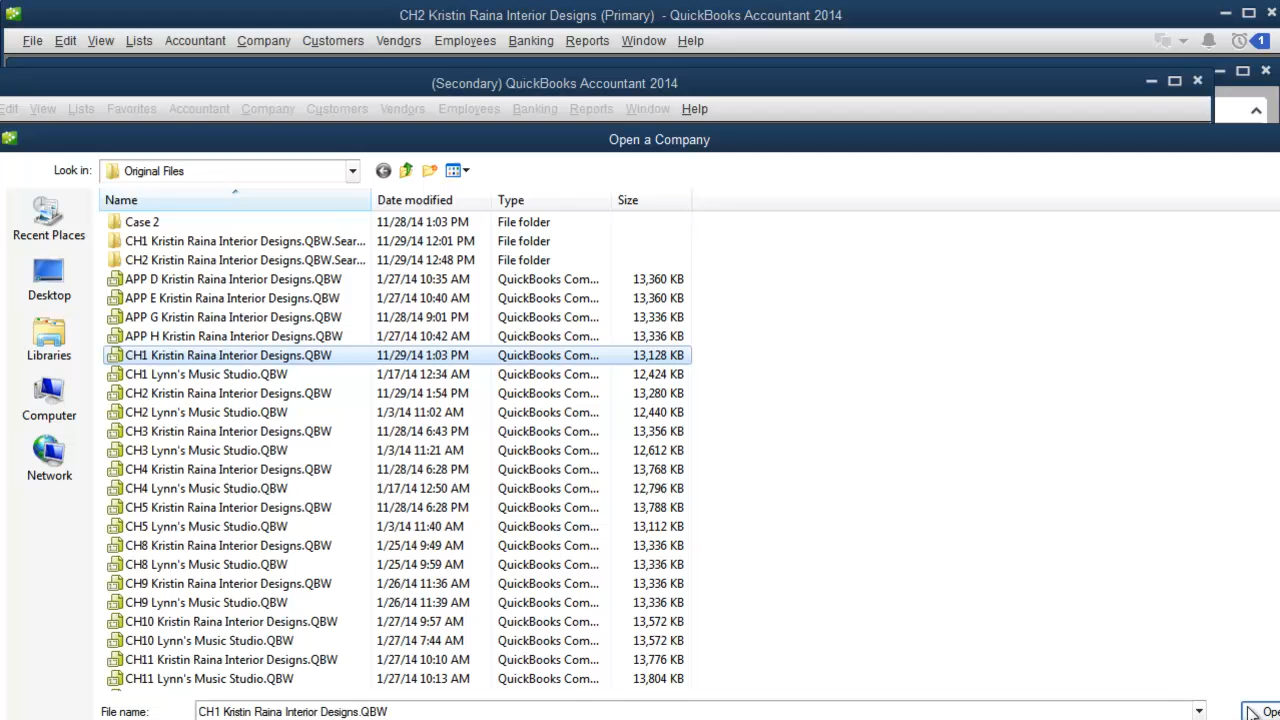 CH2 Kristin Raina Interior Designs (Primary) - QuickBooks Accountant 2014
File Edit View Lists Accountant Company Customers Vendors Employees Banking Reports Window Help 1
(Secondary) QuickBooks Accountant 2014
Edit View Lists Favorites Accountant Company Customers Vendors Employees Banking Reports Window Help
Open a Company
Look in: Original Files
Name Date modified Type Size
Case 2 11/28/14 1:03 PM File folder
CH1 Kristin Raina Interior Designs.QBW.Sear... 11/29/14 12:01 PM File folder
CH2 Kristin Raina Interior Designs.QBW.Sear... 11/29/14 12:48 PM File folder
APP D Kristin Raina Interior Designs.QBW 1/27/14 10:35 AM QuickBooks Com... 13,360 KB
APP E Kristin Raina Interior Designs.QBW 1/27/14 10:40 AM QuickBooks Com... 13,360 KB
APP G Kristin Raina Interior Designs.QBW 11/28/14 9:01 PM QuickBooks Com... 13,336 KB
APP H Kristin Raina Interior Designs.QBW 1/27/14 10:42 AM QuickBooks Com... 13,336 KB
CH1 Kristin Raina Interior Designs.QBW 11/29/14 1:03 PM QuickBooks Com... 13,128 KB
CH1 Lynn's Music Studio.QBW 1/17/14 12:34 AM QuickBooks Com... 12,424 KB
CH2 Kristin Raina Interior Designs.QBW 11/29/14 1:54 PM QuickBooks Com... 13,280 KB
CH2 Lynn's Music Studio.QBW 1/3/14 11:02 AM QuickBooks Com... 12,440 KB
CH3 Kristin Raina Interior Designs.QBW 11/28/14 6:43 PM QuickBooks Com... 13,356 KB
CH3 Lynn's Music Studio.QBW 1/3/14 11:21 AM QuickBooks Com... 12,612 KB
CH4 Kristin Raina Interior Designs.QBW 11/28/14 6:28 PM QuickBooks Com... 13,768 KB
CH4 Lynn's Music Studio.QBW 1/17/14 12:50 AM QuickBooks Com... 12,796 KB
CH5 Kristin Raina Interior Designs.QBW 11/28/14 6:28 PM QuickBooks Com... 13,788 KB
CH5 Lynn's Music Studio.QBW 1/3/14 11:40 AM QuickBooks Com... 13,112 KB
CH8 Kristin Raina Interior Designs.QBW 1/25/14 9:49 AM QuickBooks Com... 13,336 KB
CH8 Lynn's Music Studio.QBW 1/25/14 9:59 AM QuickBooks Com... 13,336 KB
CH9 Kristin Raina Interior Designs.QBW 1/26/14 11:36 AM QuickBooks Com... 13,336 KB
CH9 Lynn's Music Studio.QBW 1/26/14 11:39 AM QuickBooks Com... 13,336 KB
CH10 Kristin Raina Interior Designs.QBW 1/27/14 9:57 AM QuickBooks Com... 13,572 KB
CH10 Lynn's Music Studio.QBW 1/27/14 7:44 AM QuickBooks Com... 13,572 KB
CH11 Kristin Raina Interior Designs.QBW 1/27/14 10:10 AM QuickBooks Com... 13,776 KB
CH11 Lynn's Music Studio.QBW 1/27/14 10:13 AM QuickBooks Com... 13,804 KB
Recent Places
Desktop
Libraries
Computer
Network
File name: CH1 Kristin Raina Interior Designs.QBW